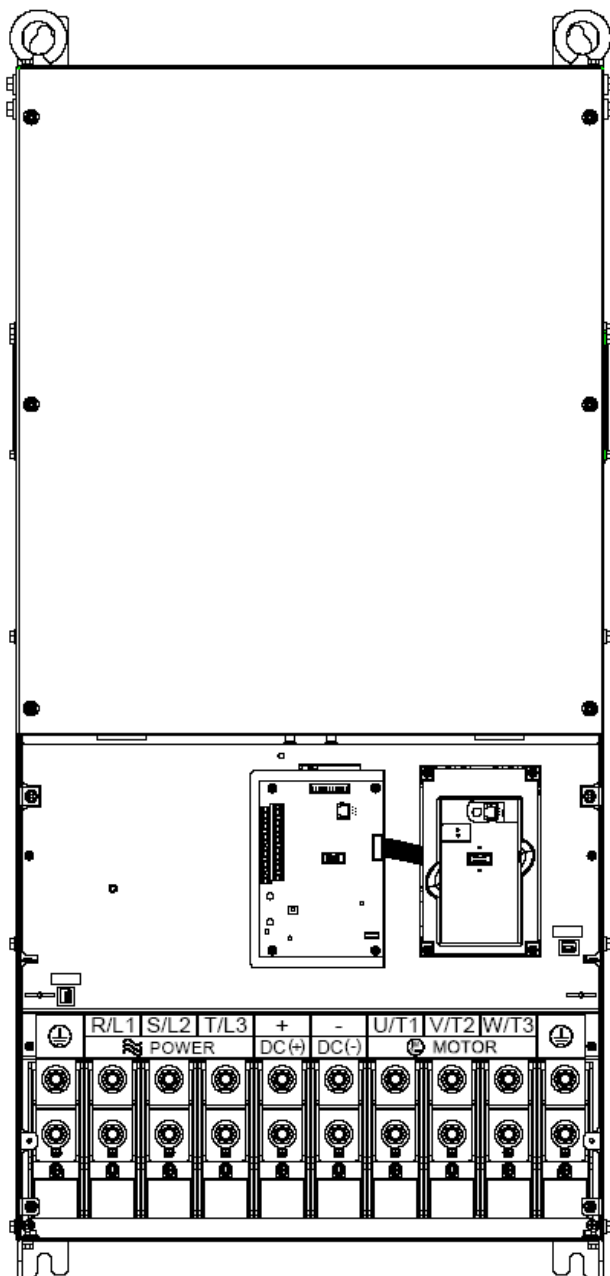 R/L1 S/L2 T/L3 + - U/T1 V/T2 W/T3
POWER DC(+) DC(-) MOTOR